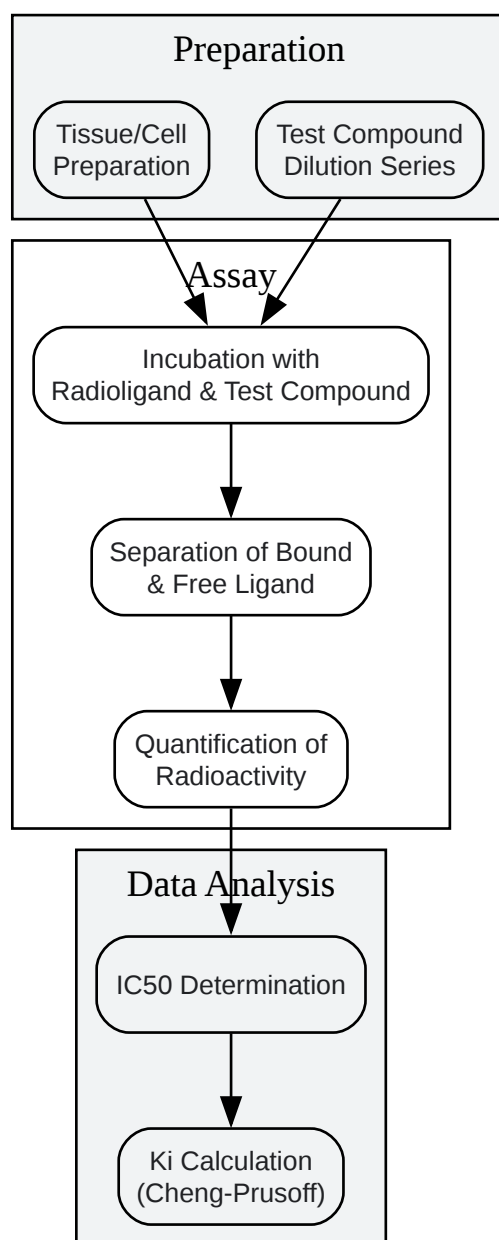 Preparation
Tissue/Cell
Preparation
Test Compound
Dilution Series
Assay
Incubation with
Radioligand & Test Compound
Separation of Bound
& Free Ligand
Quantification of
Radioactivity
Data Analysis
IC50 Determination
Ki Calculation
(Cheng-Prusoff)